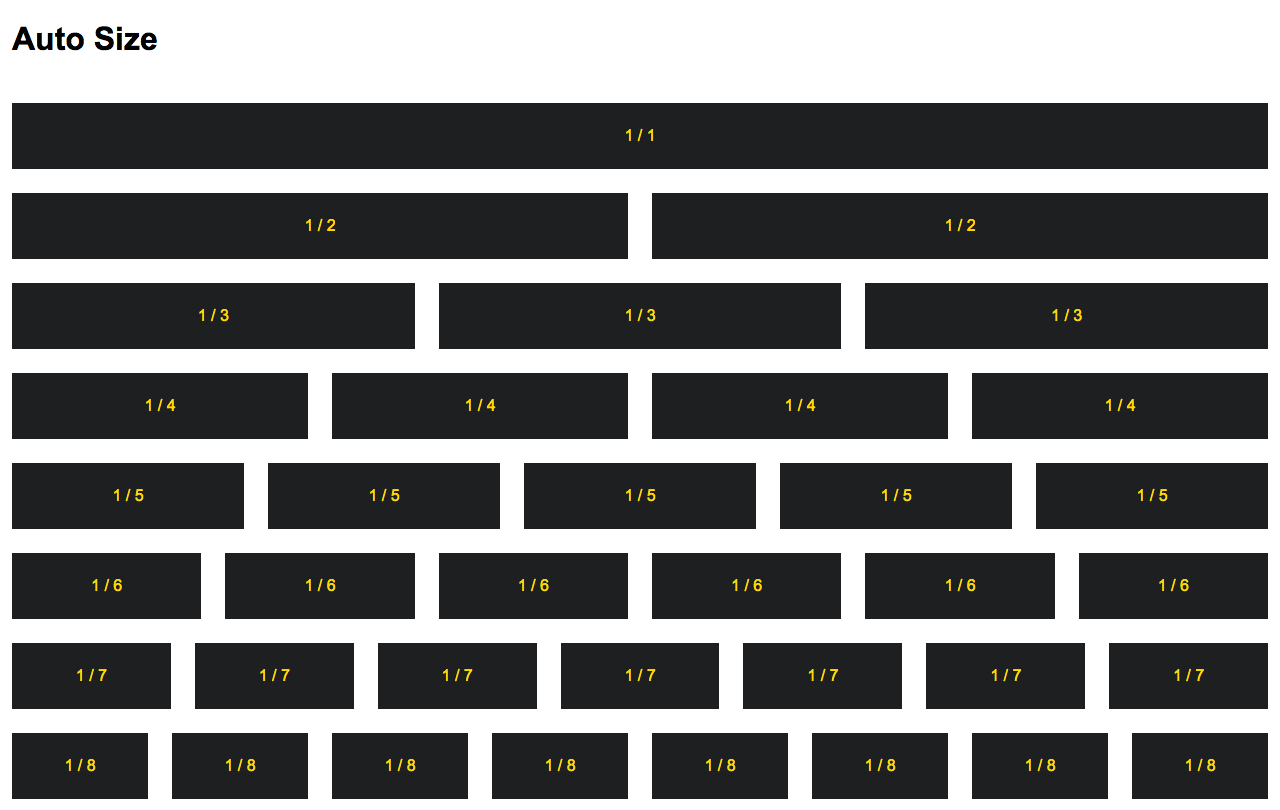 Auto Size
1 / 1
1 / 2 1 / 2
1 / 3 1 / 3 1 / 3
1 / 4 1 / 4 1 / 4 1 / 4
1 / 5 1 / 5 1 / 5 1 / 5 1 / 5
1 / 6 1 / 6 1 / 6 1 / 6 1 / 6 1 / 6
1 / 7 1 / 7 1 / 7 1 / 7 1 / 7 1 / 7 1 / 7
1 / 8 1 / 8 1 / 8 1 / 8 1 / 8 1 / 8 1 / 8 1 / 8